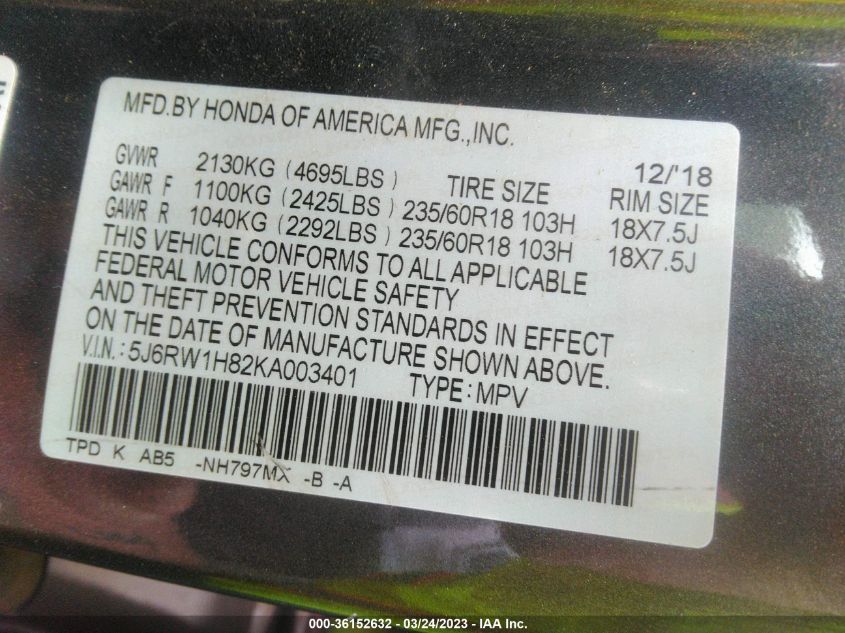 MFD.BY HONDA OF AMERICA MFG.,INC.
12/'18
GVWR 2130KG (4695LBS) TIRE SIZE RIM SIZE
GAWR F 1100KG (2425LBS) 235/60R18 103H 18X7.5J
GAWR R 1040KG (2292LBS) 235/60R18 103H 18X7.5J
THIS VEHICLE CONFORMS TO ALL APPLICABLE
FEDERAL MOTOR VEHICLE SAFETY
AND THEFT PREVENTION STANDARDS IN EFFECT
ON THE DATE OF MANUFACTURE SHOWN ABOVE.
V.I.N.: 5J6RW1H82KA003401 TYPE: MPV
TPD K AB5 -NH797MX -B -A
000-36152632 - 03/24/2023 - IAA Inc.